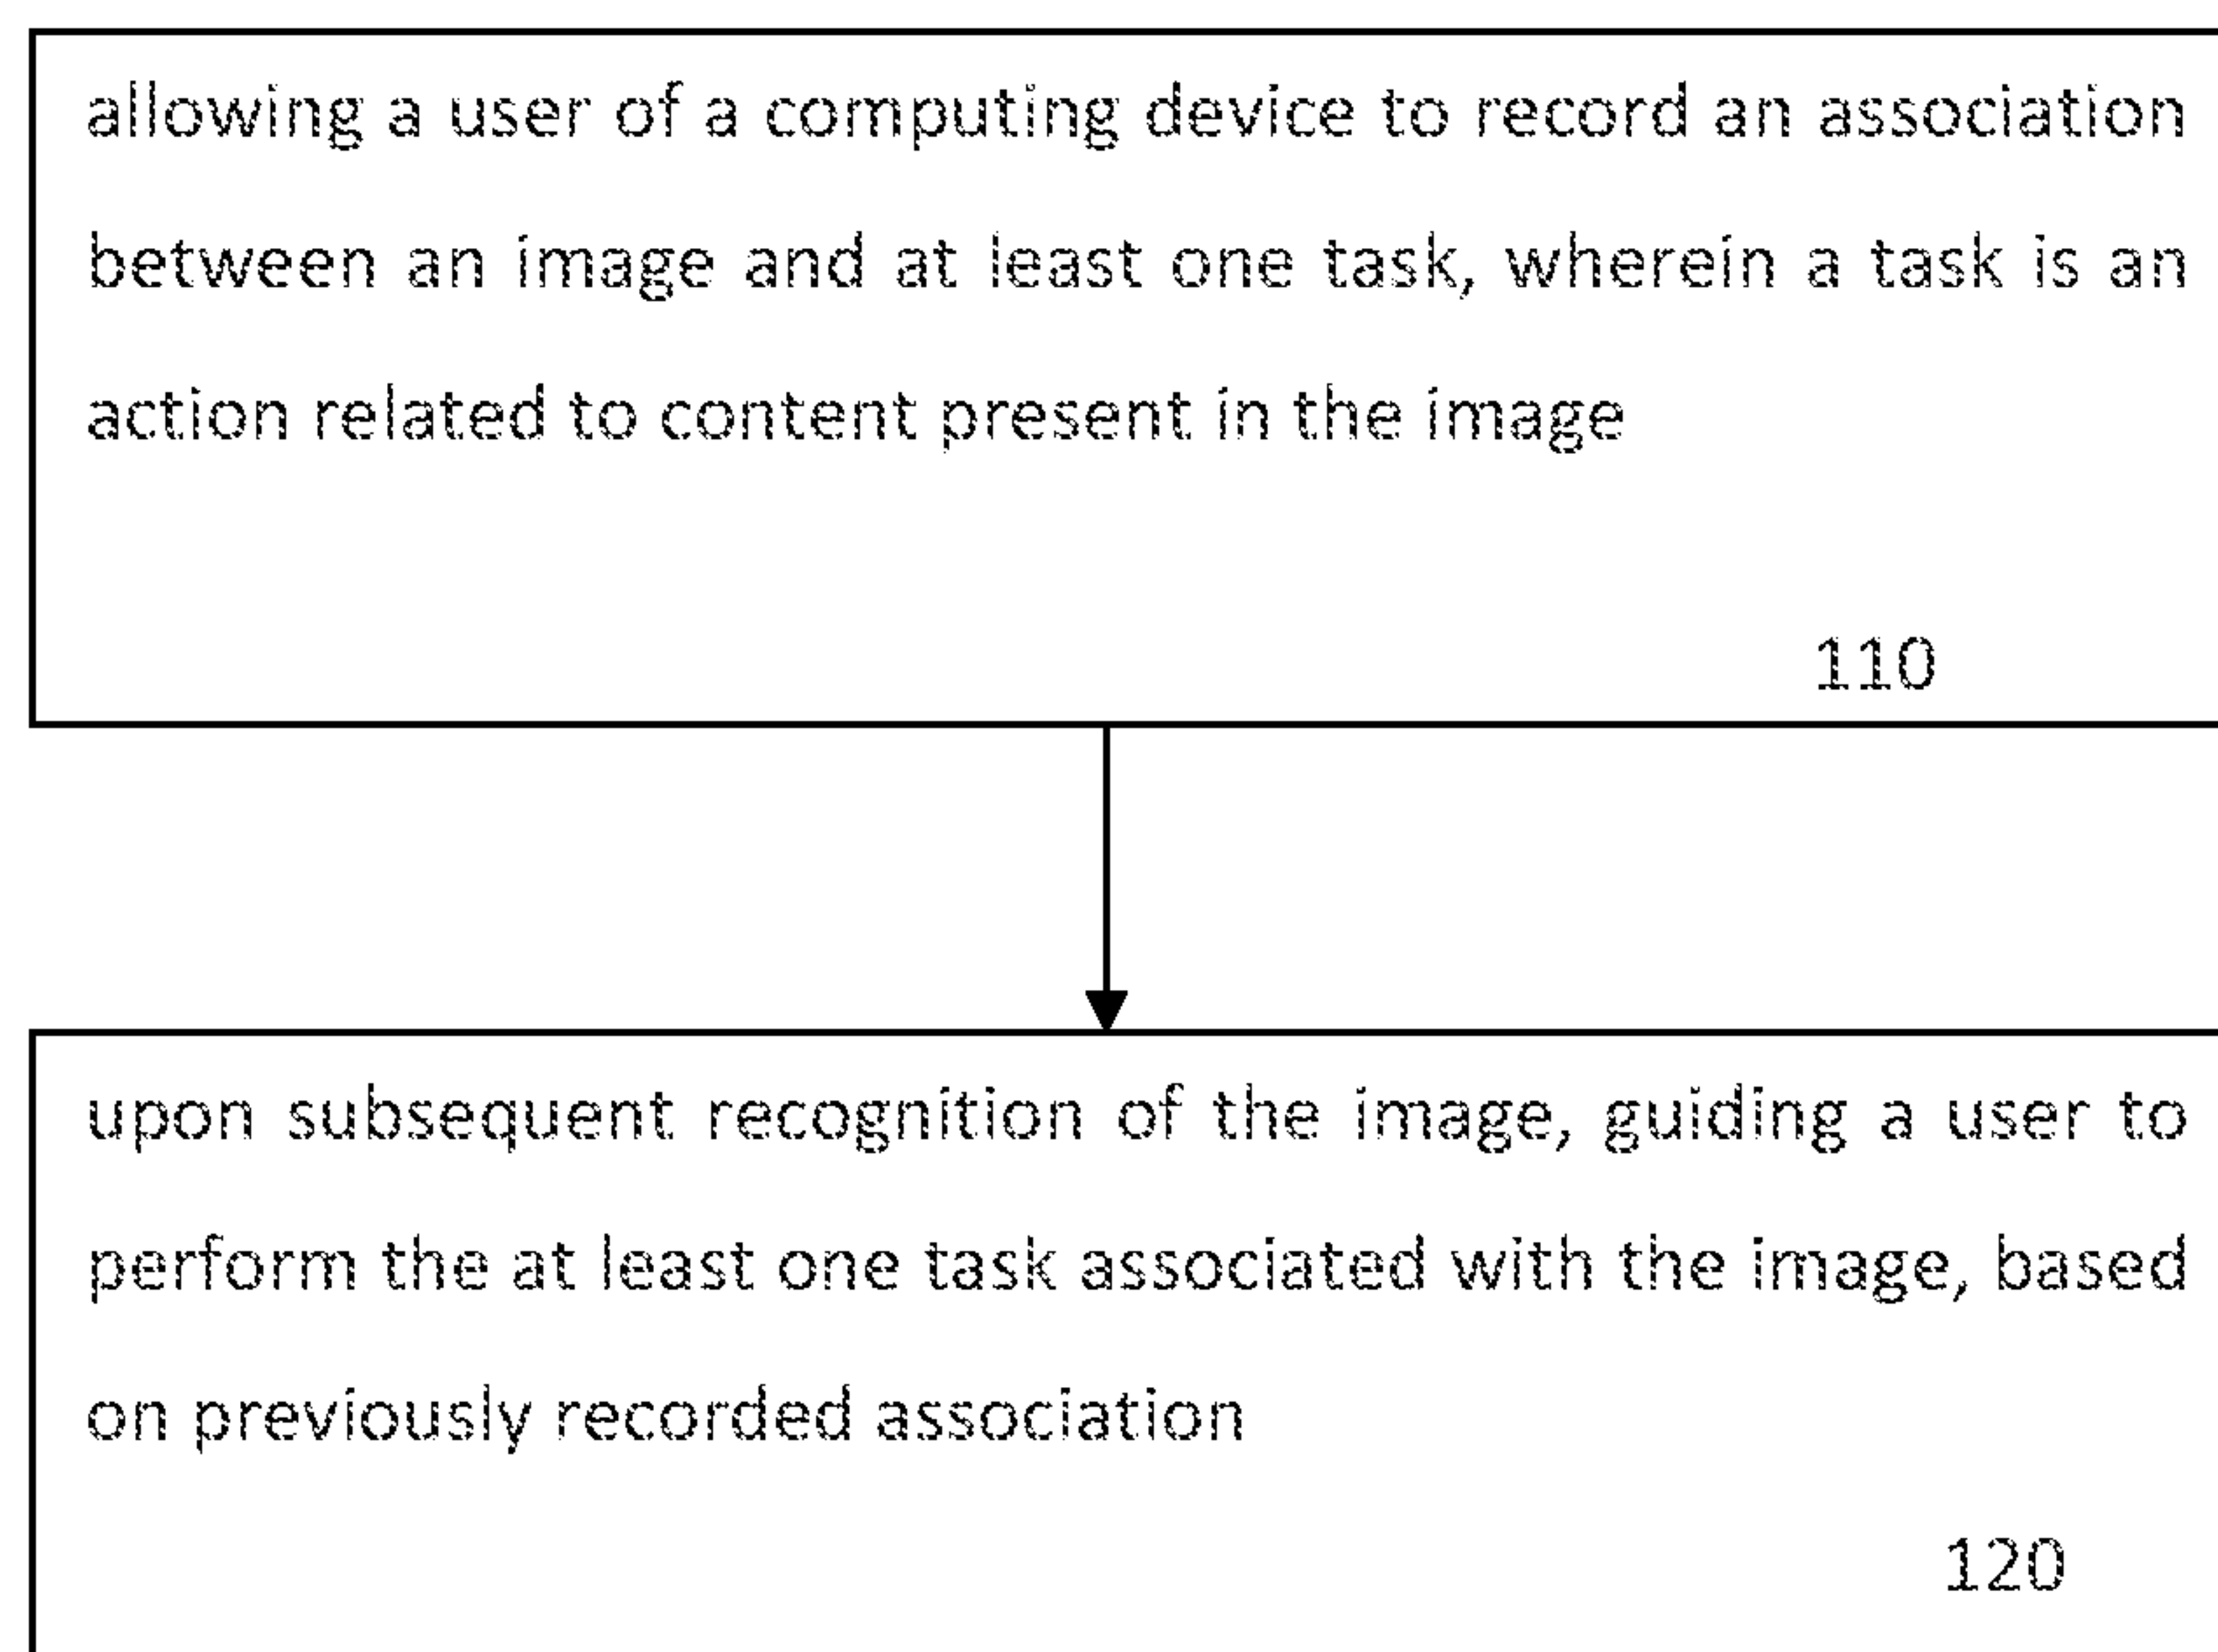 allowing a user of a computing device to record an association
between an image and at least one task, wherein a task is an
action related to content present in the image
110
upon subsequent recognition of the image, guiding a user to
perform the at least one task associated with the image, based
on previously recorded association
120